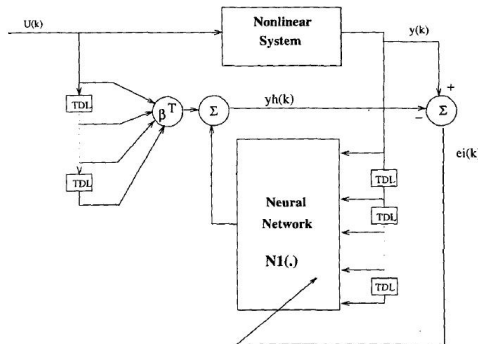 U(k)
Nonlinear
System
y(k)
TDL
β^T
Σ
yh(k)
+
−
Σ
ei(k)
TDL
TDL
TDL
Neural
Network
N1(.)
TDL